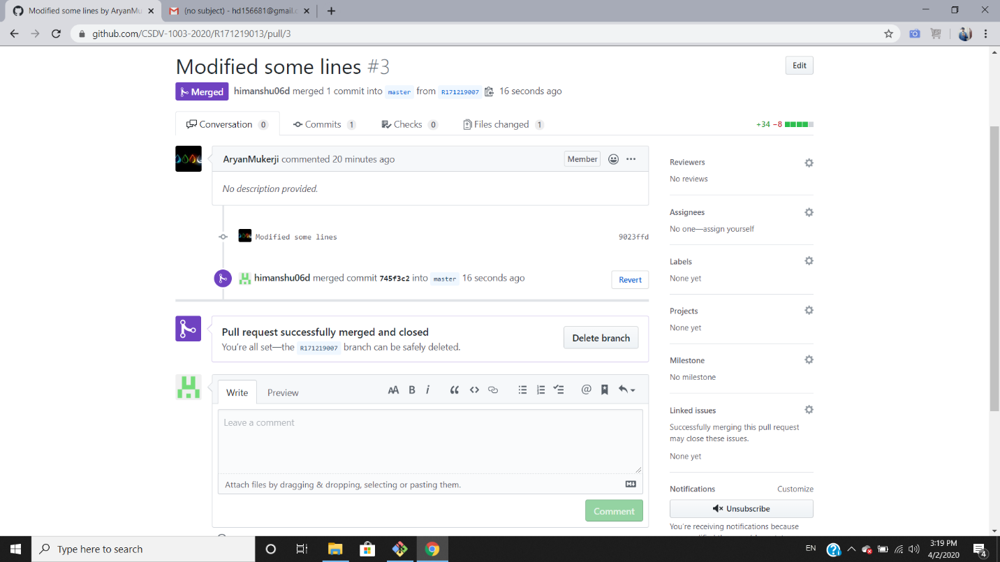 Modified some lines by AryanMu
(no subject) - hd156681@gmail.c
github.com/CSDV-1003-2020/R171219013/pull/3
Modified some lines #3
Edit
Merged himanshu06d merged 1 commit into master from R171219007 16 seconds ago
Conversation 0 Commits 1 Checks 0 Files changed 1 +34 −8
AryanMukerji commented 20 minutes ago Member
No description provided.
Modified some lines 9023ffd
himanshu06d merged commit 745f3c2 into master 16 seconds ago Revert
Pull request successfully merged and closed
You're all set—the R171219007 branch can be safely deleted.
Delete branch
Write Preview
Leave a comment
Attach files by dragging & dropping, selecting or pasting them.
Comment
Reviewers
No reviews
Assignees
No one—assign yourself
Labels
None yet
Projects
None yet
Milestone
No milestone
Linked issues
Successfully merging this pull request
may close these issues.
None yet
Notifications Customize
Unsubscribe
You're receiving notifications because
Type here to search
EN
3:19 PM
4/2/2020
4